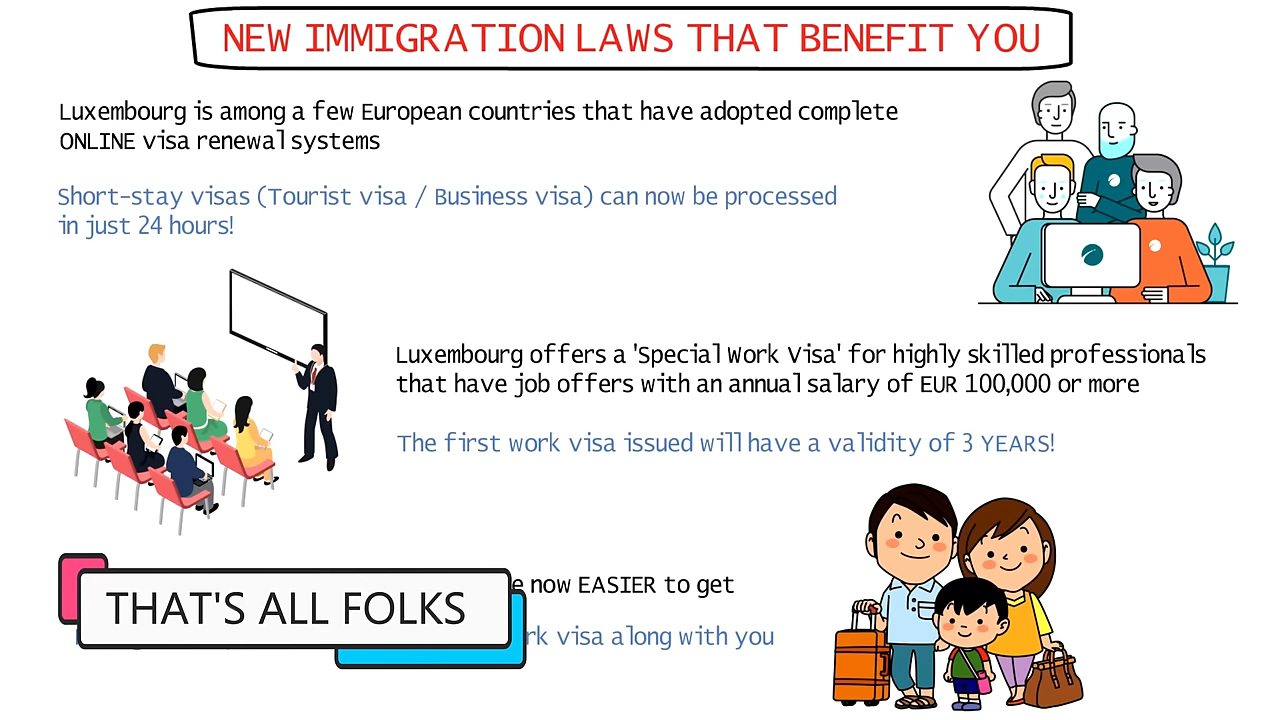 NEW IMMIGRATION LAWS THAT BENEFIT YOU
Luxembourg is among a few European countries that have adopted complete
ONLINE visa renewal systems
Short-stay visas (Tourist visa / Business visa) can now be processed
in just 24 hours!
Luxembourg offers a 'Special Work Visa' for highly skilled professionals
that have job offers with an annual salary of EUR 100,000 or more
The first work visa issued will have a validity of 3 YEARS!
now EASIER to get
THAT'S ALL FOLKS
visa along with you